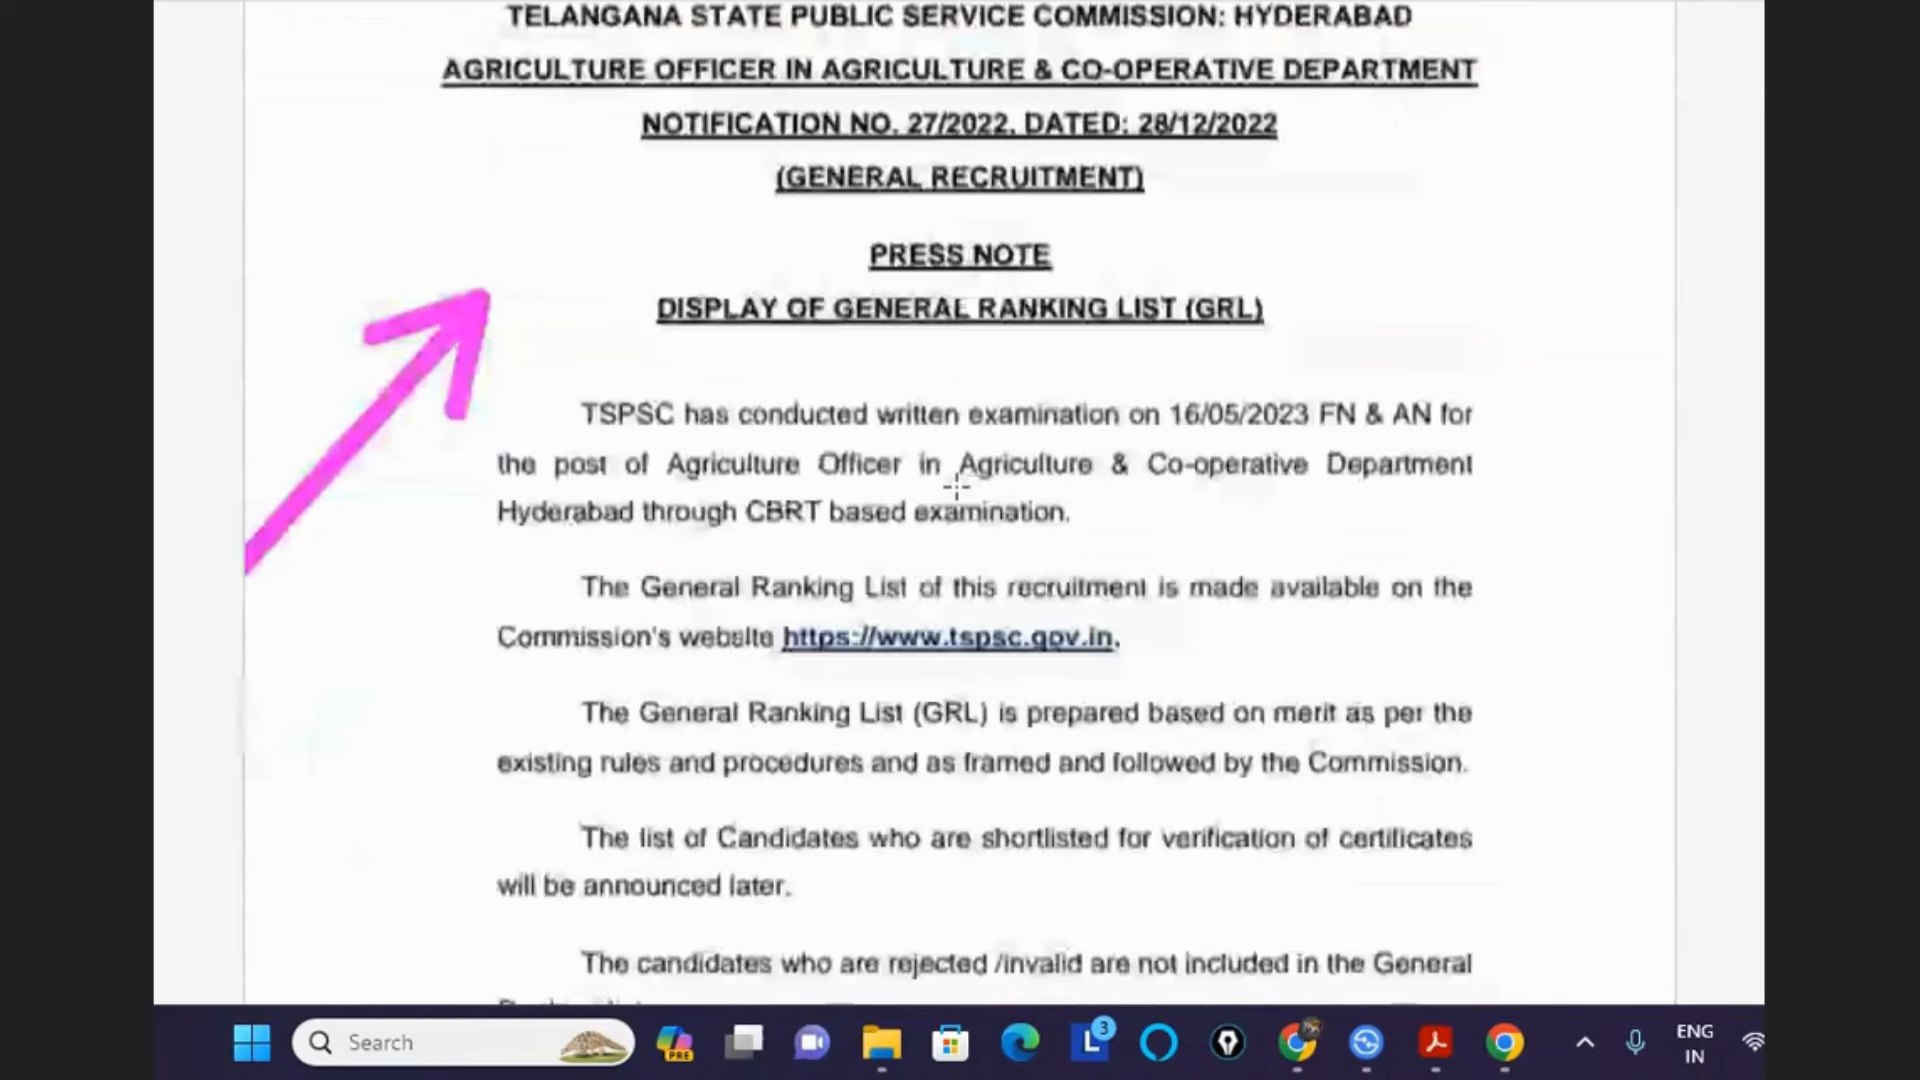 TELANGANA STATE PUBLIC SERVICE COMMISSION: HYDERABAD
AGRICULTURE OFFICER IN AGRICULTURE & CO-OPERATIVE DEPARTMENT
NOTIFICATION NO. 27/2022, DATED: 28/12/2022
(GENERAL RECRUITMENT)
PRESS NOTE
DISPLAY OF GENERAL RANKING LIST (GRL)
TSPSC has conducted written examination on 16/05/2023 FN & AN for
the post of Agriculture Officer in Agriculture & Co-operative Department
Hyderabad through CBRT based examination.
The General Ranking List of this recruitment is made available on the
Commission's website https://www.tspsc.gov.in.
The General Ranking List (GRL) is prepared based on merit as per the
existing rules and procedures and as framed and followed by the Commission.
The list of Candidates who are shortlisted for verification of certificates
will be announced later.
The candidates who are rejected /invalid are not included in the General
Search
PRE
L
3
ENG
IN